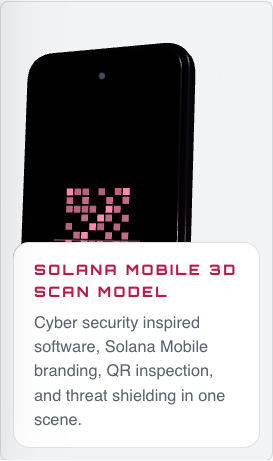 SOLANA MOBILE 3D
SCAN MODEL
Cyber security inspired
software, Solana Mobile
branding, QR inspection,
and threat shielding in one
scene.